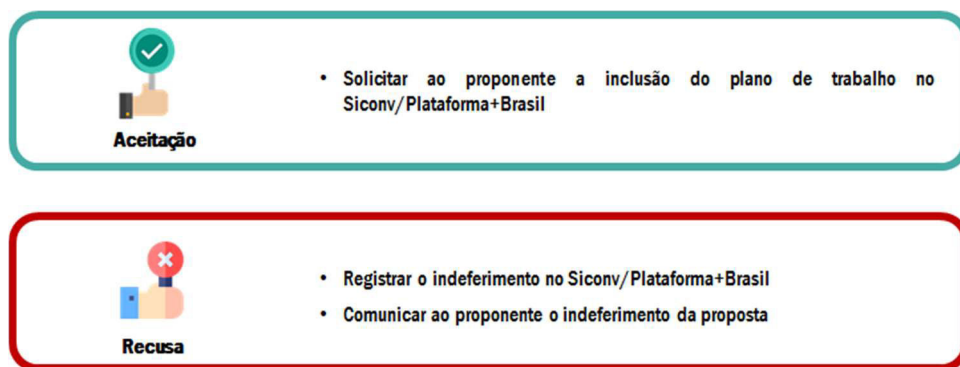 • Solicitar ao proponente a inclusão do plano de trabalho no
Siconv/Plataforma+Brasil
Aceitação
• Registrar o indeferimento no Siconv/Plataforma+Brasil
• Comunicar ao proponente o indeferimento da proposta
Recusa